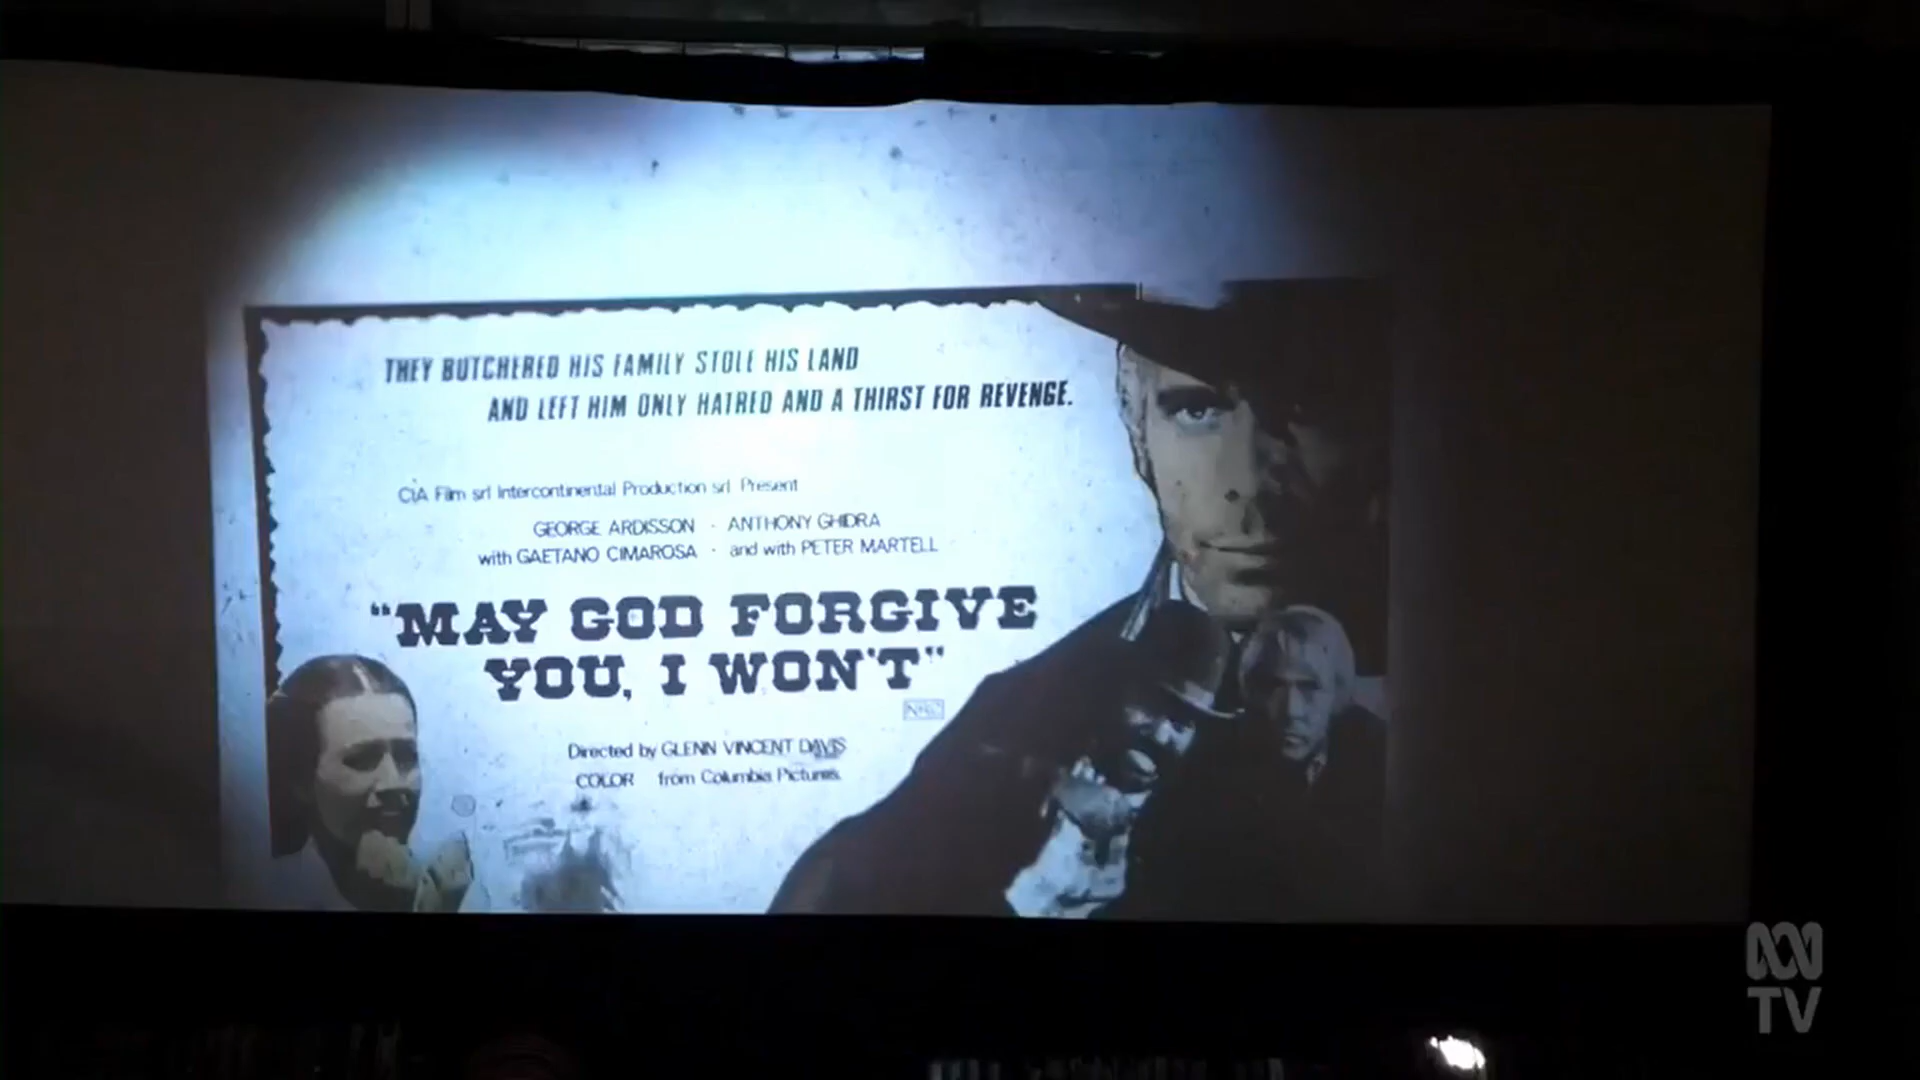 THEY BUTCHERED HIS FAMILY STOLE HIS LAND
AND LEFT HIM ONLY HATRED AND A THIRST FOR REVENGE.
CIA Film srl Intercontinental Production srl Present
GEORGE ARDISSON · ANTHONY GHIDRA
with GAETANO CIMAROSA · and with PETER MARTELL
"MAY GOD FORGIVE
YOU, I WON'T"
Directed by GLENN VINCENT DAVIS
COLOR from Columbia Pictures
TV